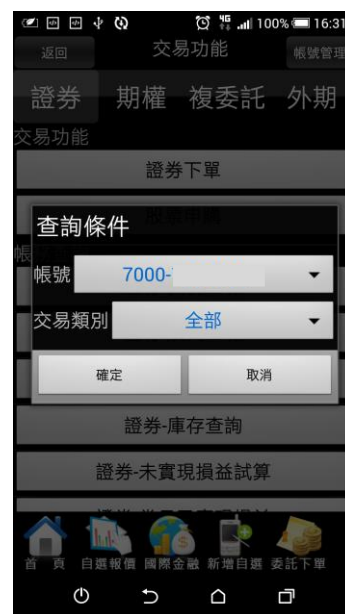 4G 100% 16:31
返回 交易功能 帳號管理
證券 期權 複委託 外期
交易功能
證券下單
查詢條件
帳號 7000-
交易類別 全部
確定 取消
證券-庫存查詢
證券-未實現損益試算
首 頁 自選報價 國際金融 新增自選 委託下單